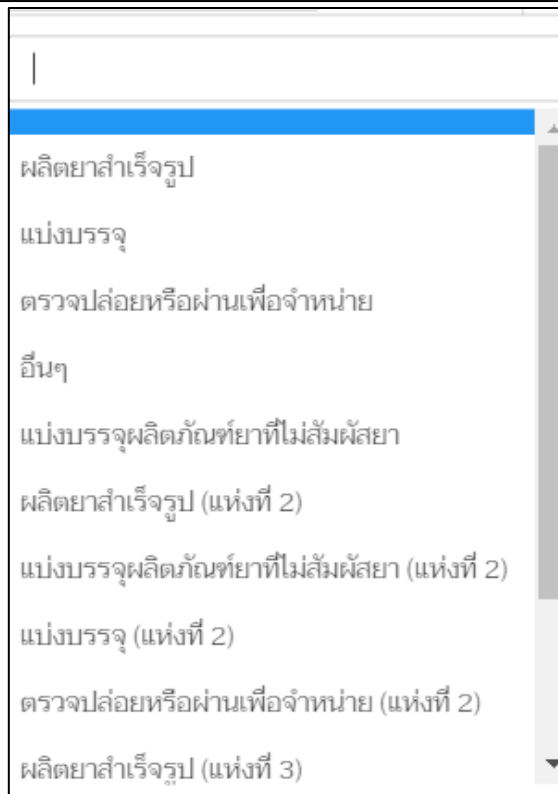 ผลิตยาสำเร็จรูป
แบ่งบรรจุ
ตรวจปล่อยหรือผ่านเพื่อจำหน่าย
อื่นๆ
แบ่งบรรจุผลิตภัณฑ์ยาที่ไม่สัมผัสยา
ผลิตยาสำเร็จรูป (แห่งที่ 2)
แบ่งบรรจุผลิตภัณฑ์ยาที่ไม่สัมผัสยา (แห่งที่ 2)
แบ่งบรรจุ (แห่งที่ 2)
ตรวจปล่อยหรือผ่านเพื่อจำหน่าย (แห่งที่ 2)
ผลิตยาสำเร็จรูป (แห่งที่ 3)